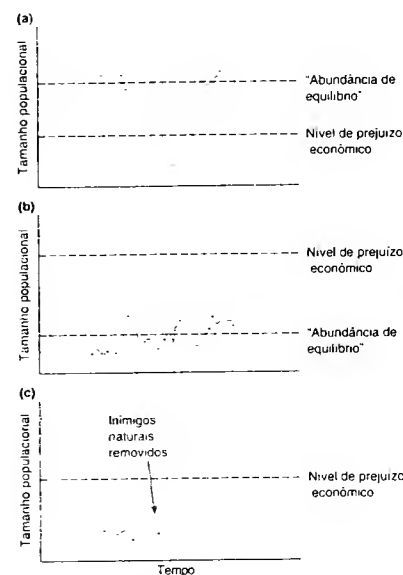 (a)
Tamanho populacional
"Abundância de
equilíbrio"
Nível de prejuízo
econômico
(b)
Tamanho populacional
Nível de prejuízo
econômico
"Abundância de
equilíbrio"
(c)
Tamanho populacional
Inimigos
naturais
removidos
Nível de prejuízo
econômico
Tempo